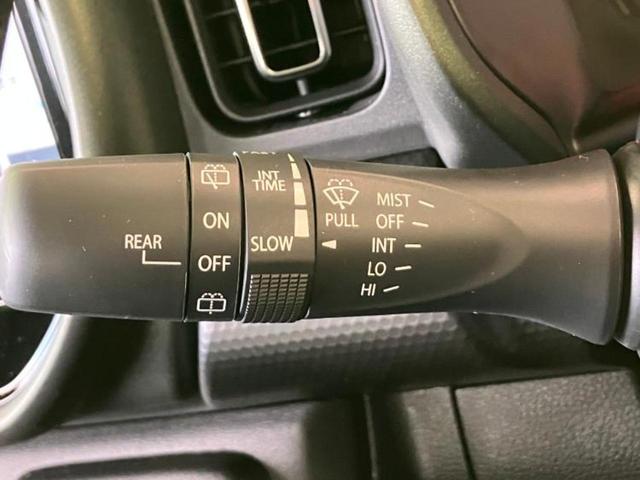 REAR
ON
OFF
INT
TIME
SLOW
PULL
MIST
OFF
INT
LO
HI